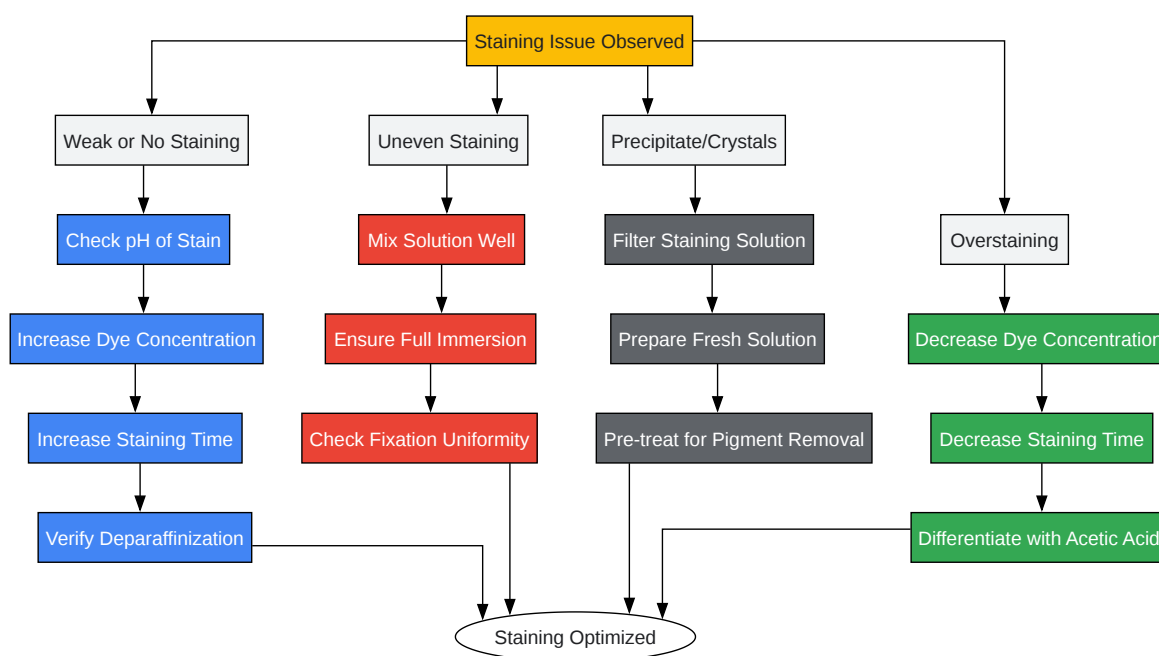 Staining Issue Observed
Weak or No Staining
Uneven Staining
Precipitate/Crystals
Check pH of Stain
Mix Solution Well
Filter Staining Solution
Overstaining
Increase Dye Concentration
Ensure Full Immersion
Prepare Fresh Solution
Decrease Dye Concentration
Increase Staining Time
Check Fixation Uniformity
Pre-treat for Pigment Removal
Decrease Staining Time
Verify Deparaffinization
Differentiate with Acetic Acid
Staining Optimized